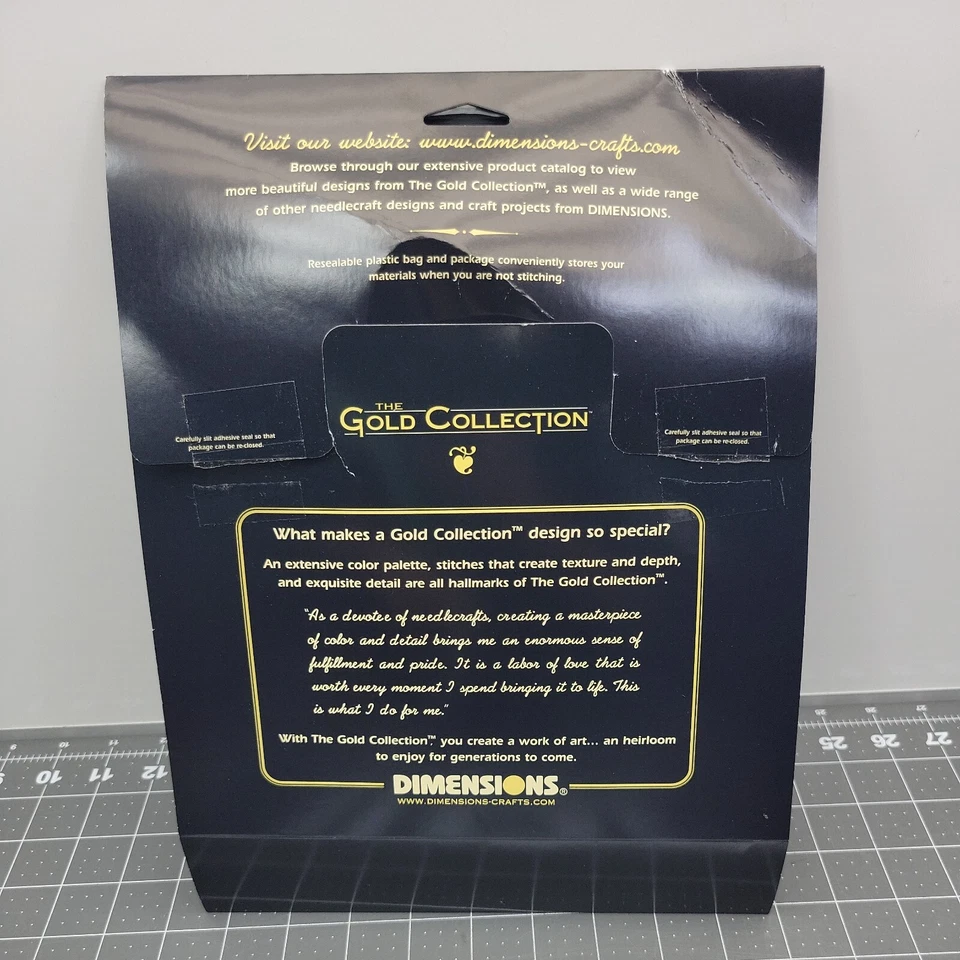 Visit our website: www.dimensions-crafts.com
Browse through our extensive product catalog to view
more beautiful designs from The Gold Collection™, as well as a wide range
of other needlecraft designs and craft projects from DIMENSIONS.
Resealable plastic bag and package conveniently stores your
materials when you are not stitching.
THE
GOLD COLLECTION™
Carefully slit adhesive seal so that
package can be re-closed.
Carefully slit adhesive seal so that
package can be re-closed.
What makes a Gold Collection™ design so special?
An extensive color palette, stitches that create texture and depth,
and exquisite detail are all hallmarks of The Gold Collection™.
"As a devotee of needlecrafts, creating a masterpiece
of color and detail brings me an enormous sense of
fulfillment and pride. It is a labor of love that is
worth every moment I spend bringing it to life. This
is what I do for me."
With The Gold Collection™, you create a work of art... an heirloom
to enjoy for generations to come.
DIMENSIONS®
WWW.DIMENSIONS-CRAFTS.COM
9 10 11 12
10 11 12
25 26 27